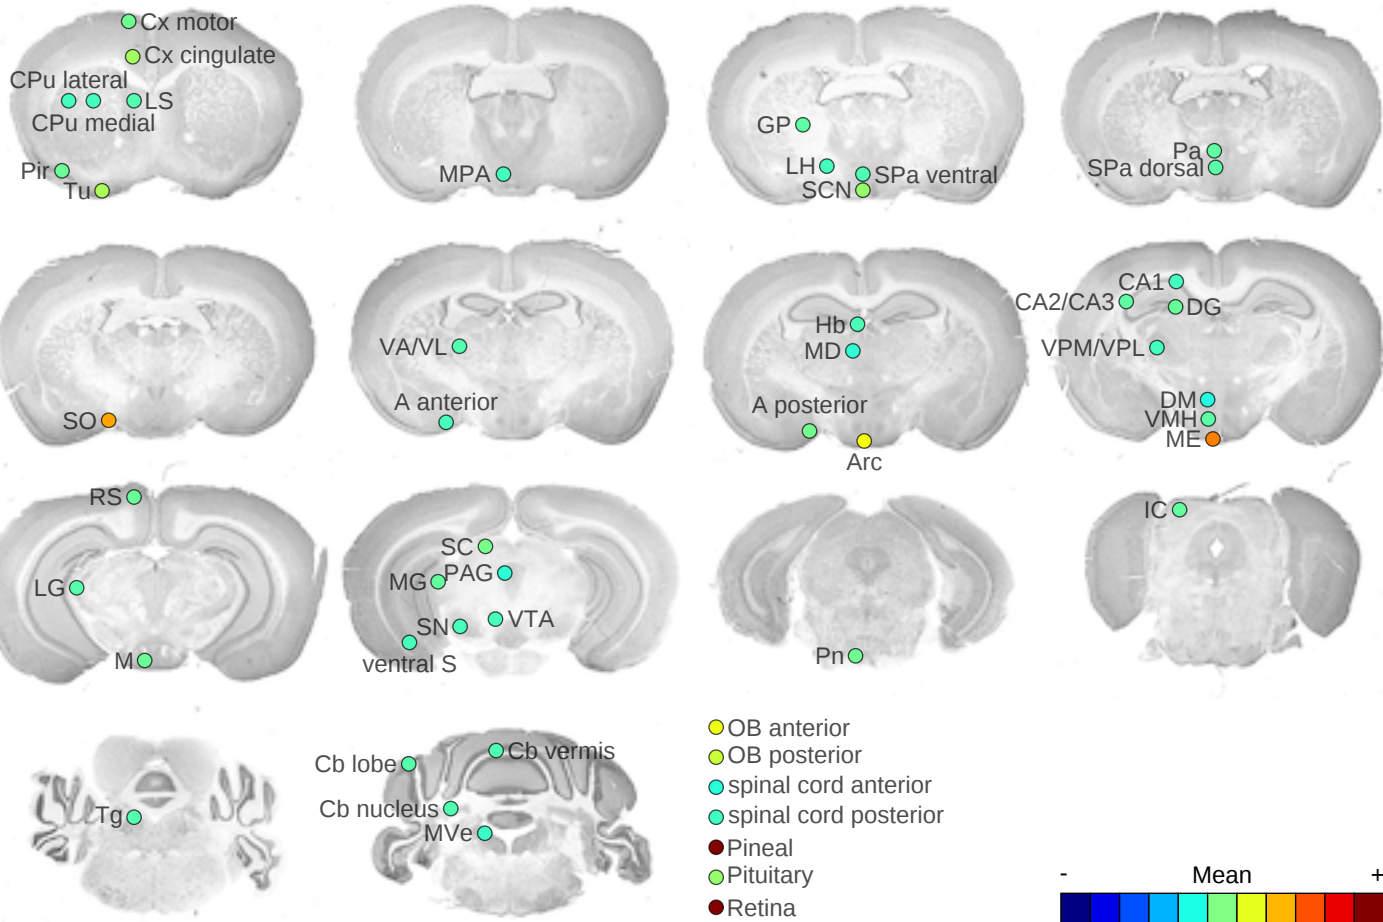 Cx motor
Cx cingulate
CPu lateral
LS
CPu medial
Pir
Tu
MPA
GP
LH
SPa ventral
SCN
Pa
SPa dorsal
SO
VA/VL
A anterior
Hb
MD
A posterior
Arc
CA1
CA2/CA3
DG
VPM/VPL
DM
VMH
ME
RS
LG
M
SC
MG
PAG
SN
VTA
ventral S
Pn
IC
Tg
Cb lobe
Cb vermis
Cb nucleus
MVe
OB anterior
OB posterior
spinal cord anterior
spinal cord posterior
Pineal
Pituitary
Retina
- Mean +